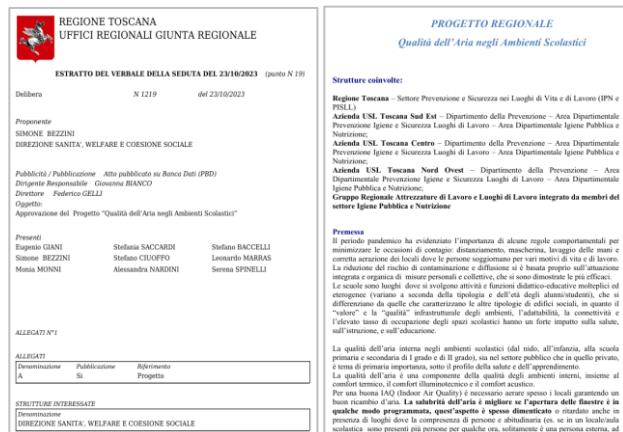 REGIONE TOSCANA
UFFICI REGIONALI GIUNTA REGIONALE
ESTRATTO DEL VERBALE DELLA SEDUTA DEL 23/10/2023 (punto N 19)
Delibera N 1219 del 23/10/2023
Proponente
SIMONE BEZZINI
DIREZIONE SANITA', WELFARE E COESIONE SOCIALE
Pubblicità / Pubblicazione Atto pubblicato su Banca Dati (PBD)
Dirigente Responsabile Giovanna BIANCO
Direttore Federico GELLI
Oggetto:
Approvazione del Progetto "Qualità dell'Aria negli Ambienti Scolastici"
Presenti
Eugenio GIANI Stefania SACCARDI Stefano BACCELLI
Simone BEZZINI Stefano CIUOFFO Leonardo MARRAS
Monia MONNI Alessandra NARDINI Serena SPINELLI
ALLEGATI N°1
ALLEGATI
Denominazione Pubblicazione Riferimento
A Si Progetto
STRUTTURE INTERESSATE
Denominazione
DIREZIONE SANITA', WELFARE E COESIONE SOCIALE
PROGETTO REGIONALE
Qualità dell'Aria negli Ambienti Scolastici
Strutture coinvolte:
Regione Toscana – Settore Prevenzione e Sicurezza nei Luoghi di Vita e di Lavoro (IPN e
PISLL)
Azienda USL Toscana Sud Est – Dipartimento della Prevenzione – Area Dipartimentale
Prevenzione Igiene e Sicurezza Luoghi di Lavoro – Area Dipartimentale Igiene Pubblica e
Nutrizione;
Azienda USL Toscana Centro – Dipartimento della Prevenzione – Area Dipartimentale
Prevenzione Igiene e Sicurezza Luoghi di Lavoro – Area Dipartimentale Igiene Pubblica e
Nutrizione;
Azienda USL Toscana Nord Ovest – Dipartimento della Prevenzione – Area
Dipartimentale Prevenzione Igiene e Sicurezza Luoghi di Lavoro – Area Dipartimentale
Igiene Pubblica e Nutrizione;
Gruppo Regionale Attrezzature di Lavoro e Luoghi di Lavoro integrato da membri del
settore Igiene Pubblica e Nutrizione
Premessa
Il periodo pandemico ha evidenziato l'importanza di alcune regole comportamentali per
minimizzare le occasioni di contagio: distanziamento, mascherina, lavaggio delle mani e
corretta aerazione dei locali dove le persone soggiornano per vari motivi di vita e di lavoro.
La riduzione del rischio di contaminazione e diffusione si è basata proprio sull'attuazione
integrata e organica di misure personali e collettive, che si sono dimostrate le più efficaci.
Le scuole sono luoghi dove si svolgono attività e funzioni didattico-educative molteplici ed
eterogenee (variano a seconda della tipologia e dell'età degli alunni/studenti), che si
differenziano da quelle che caratterizzano le altre tipologie di edifici sociali, in quanto il
"valore" e la "qualità" infrastrutturale degli ambienti, l'adattabilità, la connettività e
l'elevato tasso di occupazione degli spazi scolastici hanno un forte impatto sulla salute,
sull'istruzione, e sull'educazione.
La qualità dell'aria interna negli ambienti scolastici (dal nido, all'infanzia, alla scuola
primaria e secondaria di I grado e di II grado), sia nel settore pubblico che in quello privato,
è tema di primaria importanza, sotto il profilo della salute e dell'apprendimento.
La qualità dell'aria è una componente della qualità degli ambienti interni, insieme al
comfort termico, il comfort illuminotecnico e il comfort acustico.
Per una buona IAQ (Indoor Air Quality) è necessario aerare spesso i locali garantendo un
buon ricambio d'aria. La salubrità dell'aria è migliore se l'apertura delle finestre è in
qualche modo programmata, quest'aspetto è spesso dimenticato o ritardato anche in
presenza di luoghi dove la compresenza di persone e abitudinaria (es. se in un locale/aula
scolastica sono presenti più persone per qualche ora, solitamente è una persona esterna, ad